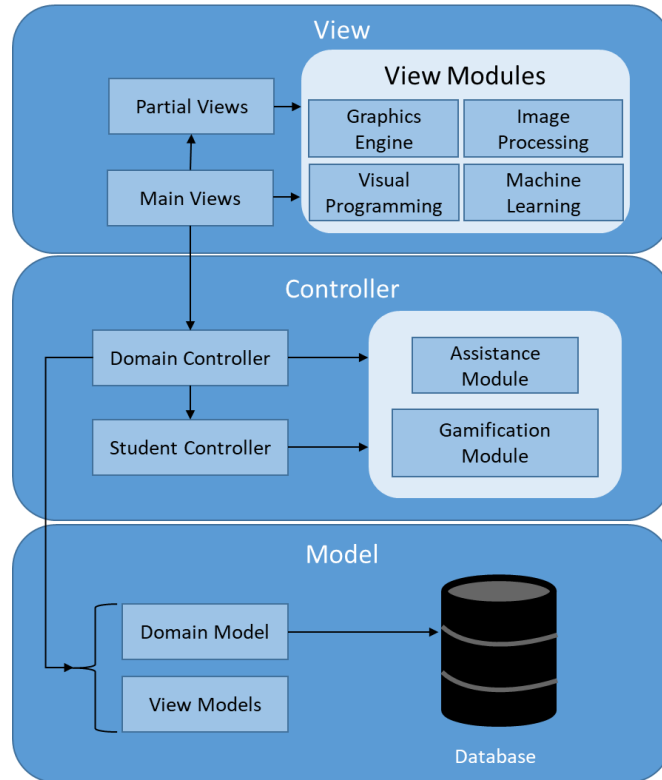 View
View Modules
Partial Views
Graphics
Engine
Image
Processing
Main Views
Visual
Programming
Machine
Learning
Controller
Domain Controller
Assistance
Module
Student Controller
Gamification
Module
Model
Domain Model
View Models
Database